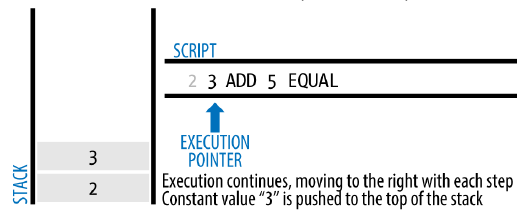 SCRIPT
2 3 ADD 5 EQUAL
EXECUTION
POINTER
STACK
3
2
Execution continues, moving to the right with each step
Constant value “3” is pushed to the top of the stack